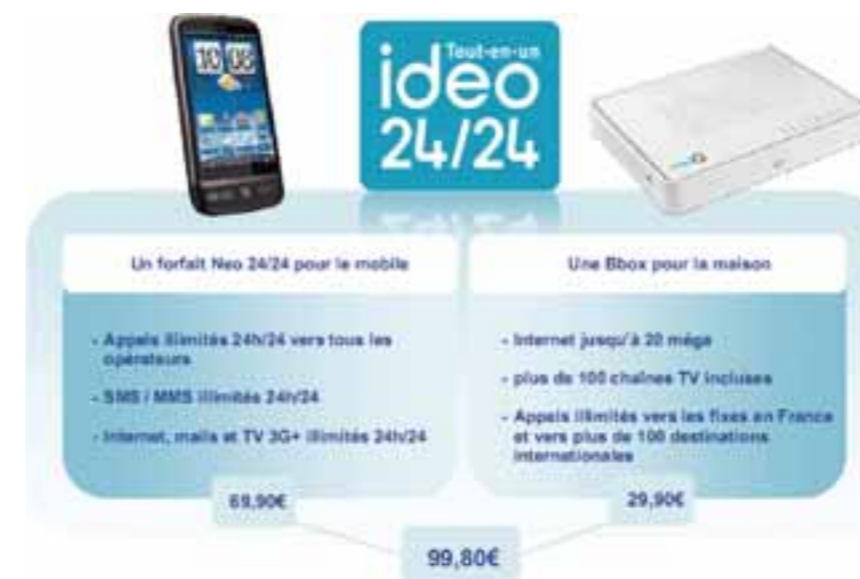 10 08
Tout-en-un
ideo
24/24
Un forfait Neo 24/24 pour le mobile
- Appels illimités 24h/24 vers tous les
opérateurs
- SMS / MMS illimités 24h/24
- Internet, mails et TV 3G+ illimités 24h/24
69,90€
Une Bbox pour la maison
- Internet jusqu'à 20 méga
- plus de 100 chaînes TV incluses
- Appels illimités vers les fixes en France
et vers plus de 100 destinations
internationales
29,90€
99,80€